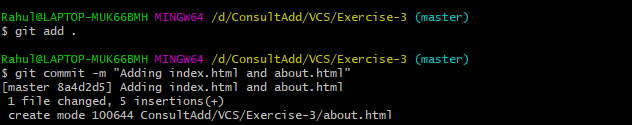 Rahul@LAPTOP-MUK66BMH MINGW64 /d/ConsultAdd/VCS/Exercise-3 (master)
$ git add .
Rahul@LAPTOP-MUK66BMH MINGW64 /d/ConsultAdd/VCS/Exercise-3 (master)
$ git commit -m "Adding index.html and about.html"
[master 8a4d2d5] Adding index.html and about.html
1 file changed, 5 insertions(+)
create mode 100644 ConsultAdd/VCS/Exercise-3/about.html